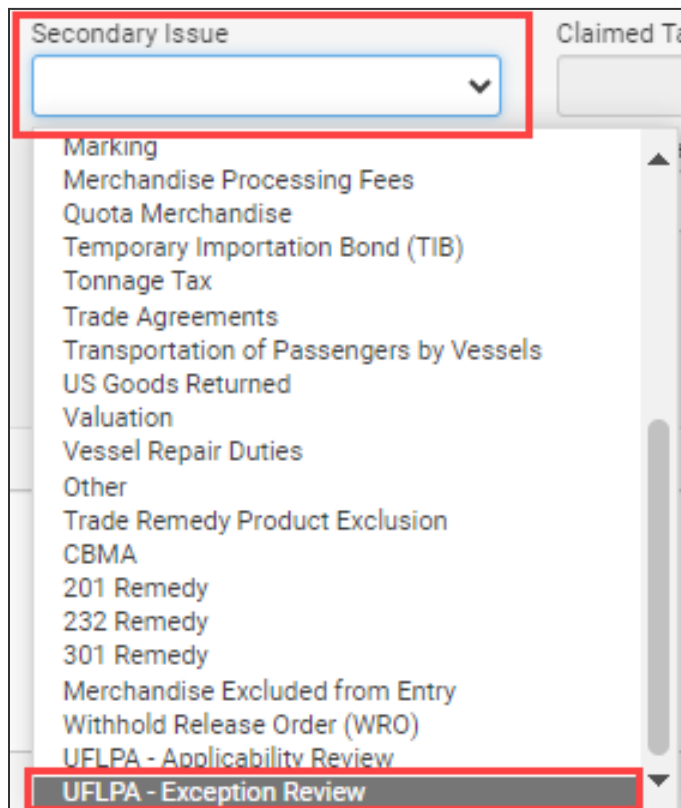 Secondary Issue
Claimed Ta
Marking
Merchandise Processing Fees
Quota Merchandise
Temporary Importation Bond (TIB)
Tonnage Tax
Trade Agreements
Transportation of Passengers by Vessels
US Goods Returned
Valuation
Vessel Repair Duties
Other
Trade Remedy Product Exclusion
CBMA
201 Remedy
232 Remedy
301 Remedy
Merchandise Excluded from Entry
Withhold Release Order (WRO)
UFLPA - Applicability Review
UFLPA - Exception Review